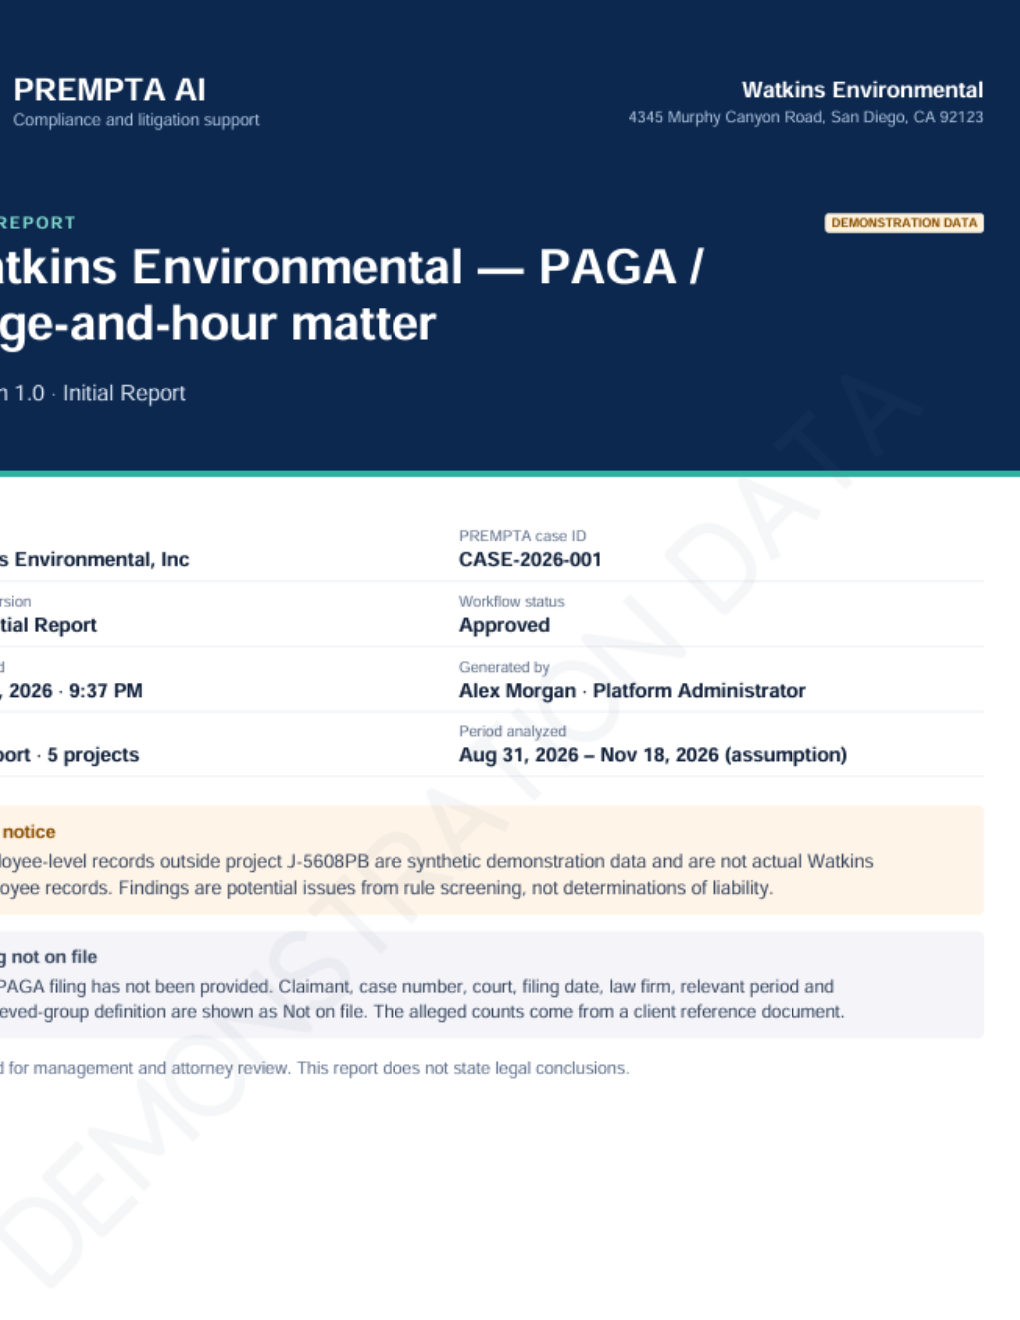 PREMPTA AI
Compliance and litigation support
Watkins Environmental
4345 Murphy Canyon Road, San Diego, CA 92123
REPORT
DEMONSTRATION DATA
tkins Environmental — PAGA /
ge-and-hour matter
1.0 · Initial Report
s Environmental, Inc
PREMPTA case ID
CASE-2026-001
rsion
tial Report
Workflow status
Approved
d
, 2026 · 9:37 PM
Generated by
Alex Morgan · Platform Administrator
port · 5 projects
Period analyzed
Aug 31, 2026 – Nov 18, 2026 (assumption)
notice
loyee-level records outside project J-5608PB are synthetic demonstration data and are not actual Watkins
oyee records. Findings are potential issues from rule screening, not determinations of liability.
g not on file
PAGA filing has not been provided. Claimant, case number, court, filing date, law firm, relevant period and
eved-group definition are shown as Not on file. The alleged counts come from a client reference document.
d for management and attorney review. This report does not state legal conclusions.
DEMONSTRATION DATA